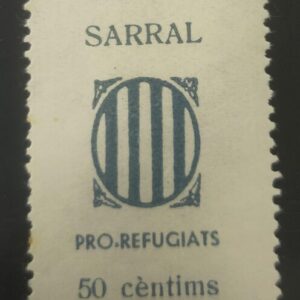 SARRAL
PRO-REFUGIATS
50 cèntims